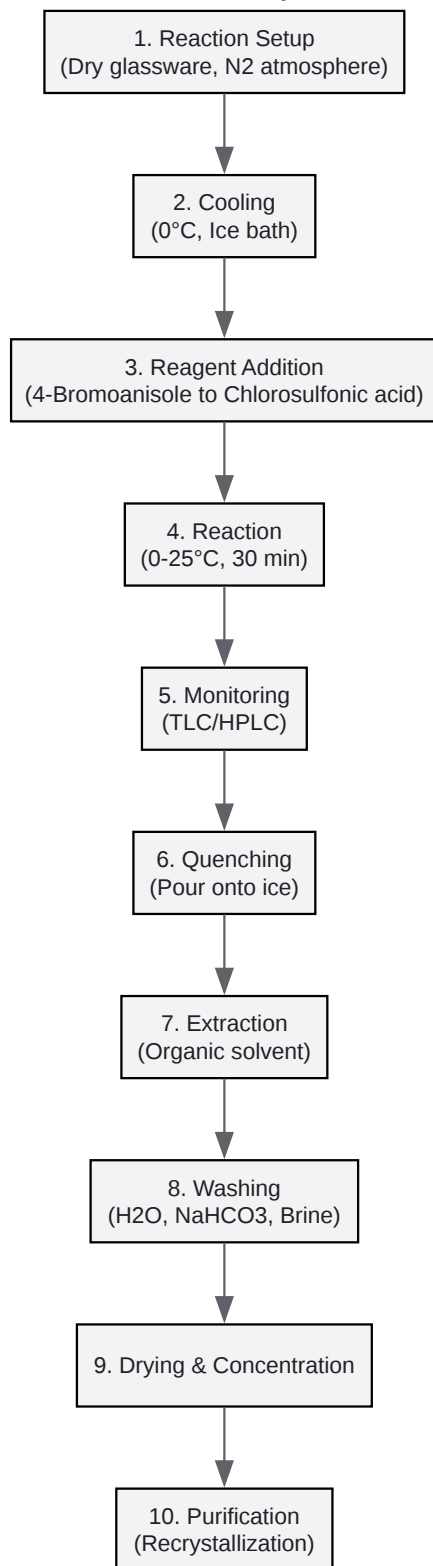 1. Reaction Setup
(Dry glassware, N2 atmosphere)
2. Cooling
(0°C, Ice bath)
3. Reagent Addition
(4-Bromoanisole to Chlorosulfonic acid)
4. Reaction
(0-25°C, 30 min)
5. Monitoring
(TLC/HPLC)
6. Quenching
(Pour onto ice)
7. Extraction
(Organic solvent)
8. Washing
(H2O, NaHCO3, Brine)
9. Drying & Concentration
10. Purification
(Recrystallization)